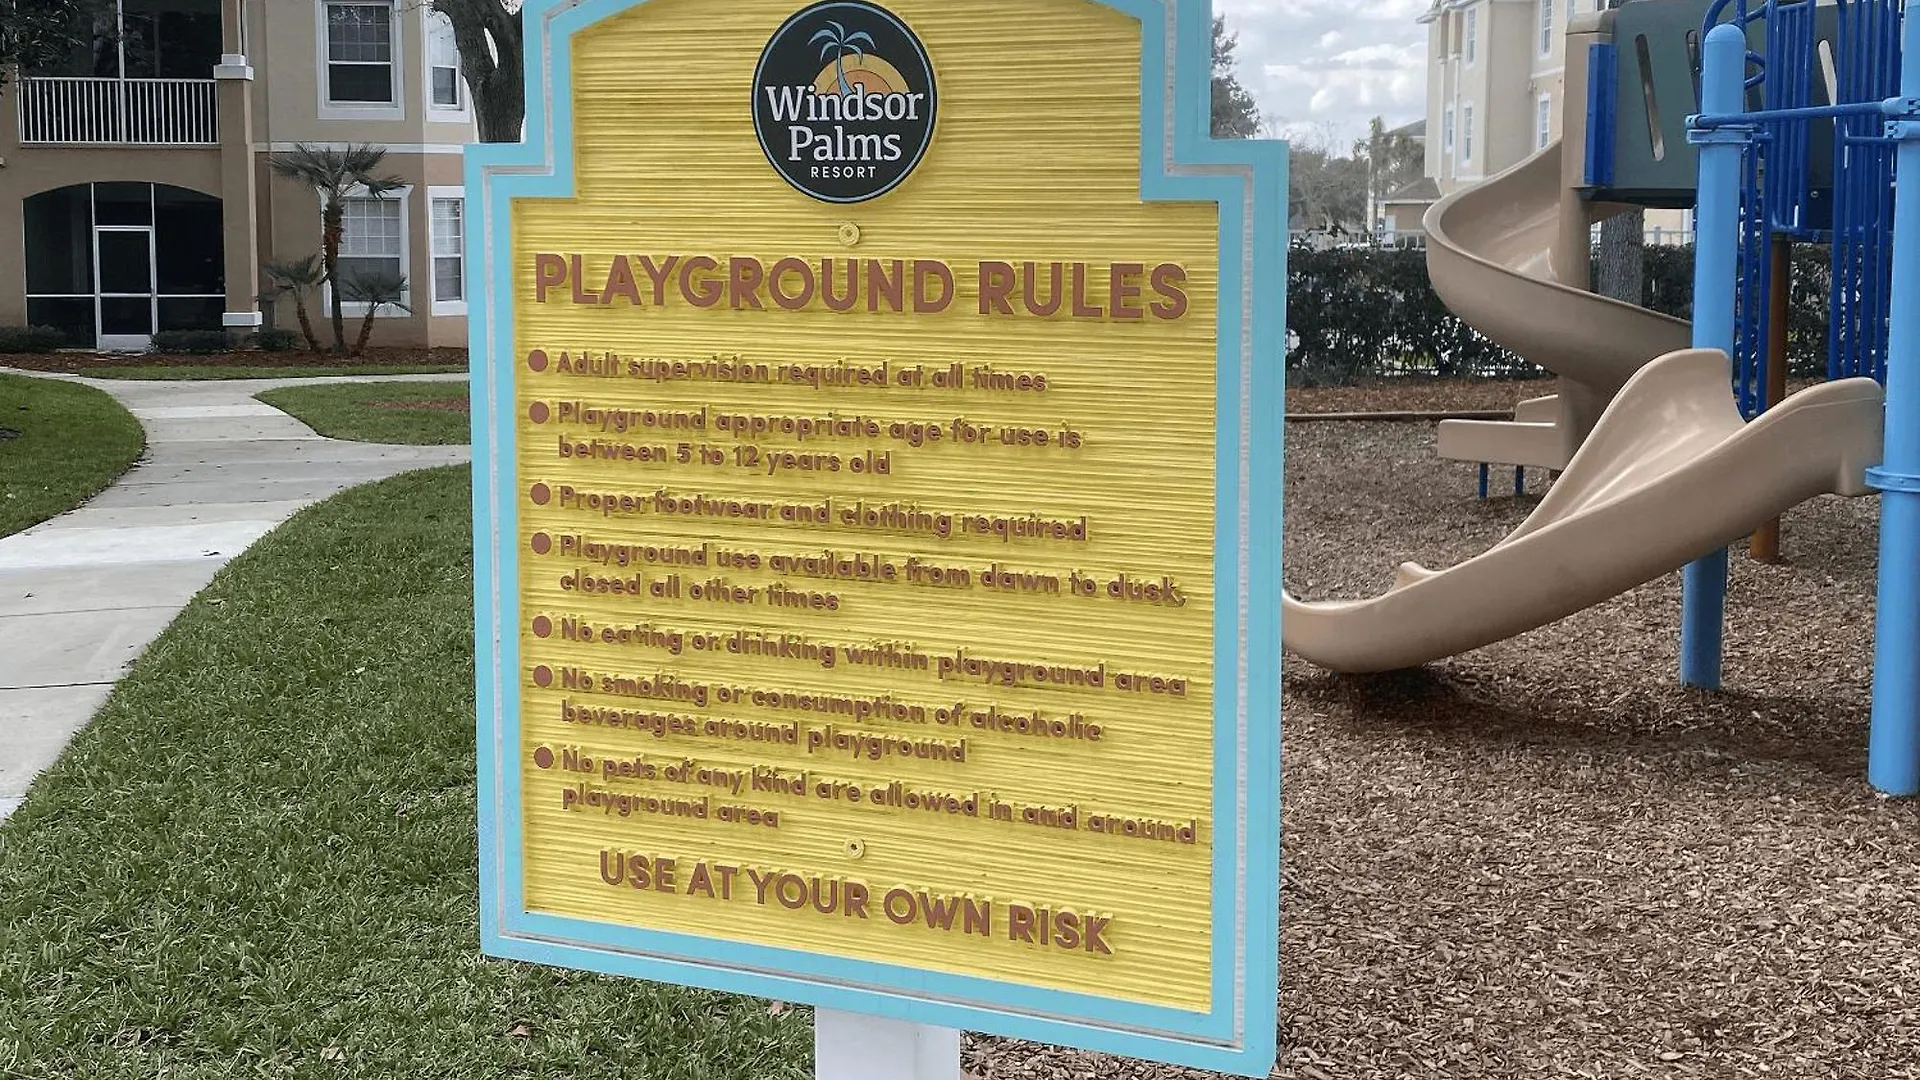 Windsor
Palms
RESORT
PLAYGROUND RULES
● Adult supervision required at all times
● Playground appropriate age for use is
between 5 to 12 years old
● Proper footwear and clothing required
● Playground use available from dawn to dusk,
closed all other times
● No eating or drinking within playground area
● No smoking or consumption of alcoholic
beverages around playground
● No pets of any kind are allowed in and around
playground area
USE AT YOUR OWN RISK